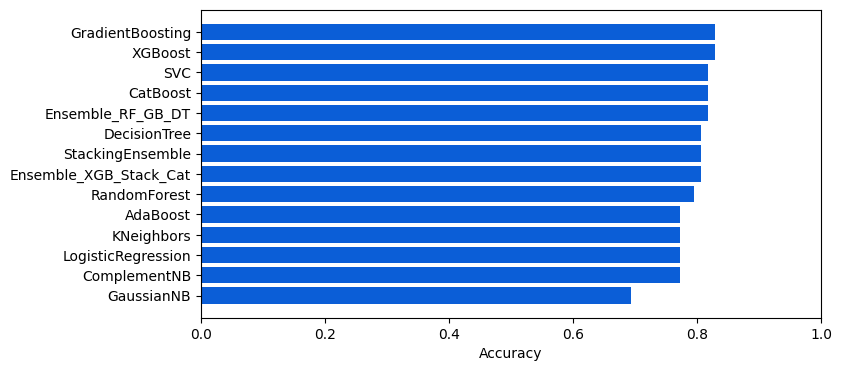 GradientBoosting
XGBoost
SVC
CatBoost
Ensemble_RF_GB_DT
DecisionTree
StackingEnsemble
Ensemble_XGB_Stack_Cat
RandomForest
AdaBoost
KNeighbors
LogisticRegression
ComplementNB
GaussianNB
0.0 0.2 0.4 0.6 0.8 1.0
Accuracy